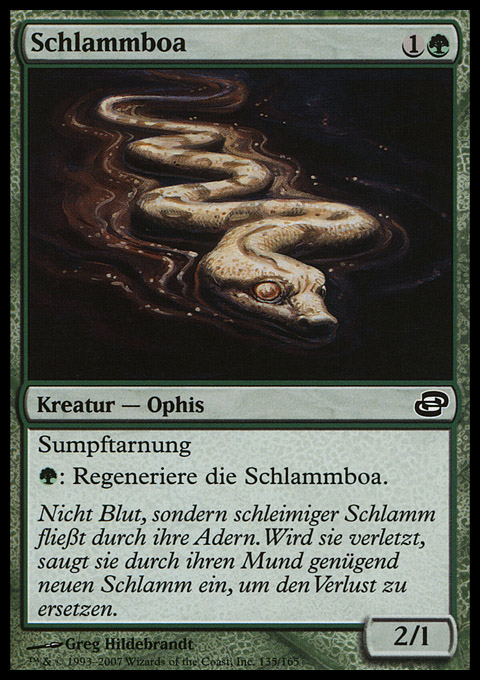 Schlammboa 1
Kreatur — Ophis
Sumpftarnung
: Regeneriere die Schlammboa.
Nicht Blut, sondern schleimiger Schlamm
fließt durch ihre Adern. Wird sie verletzt,
saugt sie durch ihren Mund genügend
neuen Schlamm ein, um den Verlust zu
ersetzen.
2/1
Greg Hildebrandt
™ & © 1993–2007 Wizards of the Coast, Inc. 135/165